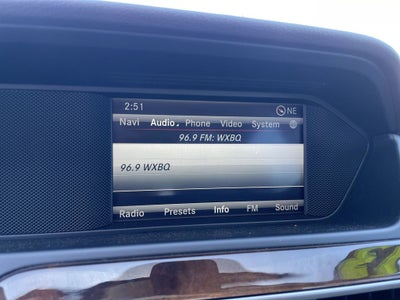 2:51 NE
Navi Audio Phone Video System
96.9 FM: WXBQ
96.9 WXBQ
Radio Presets Info FM Sound